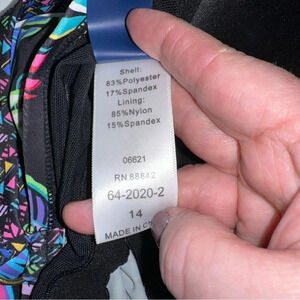 Shell:
83%Polyester
17%Spandex
Lining:
85%Nylon
15%Spandex
06621
RN 88842
64-2020-2
14
MADE IN C